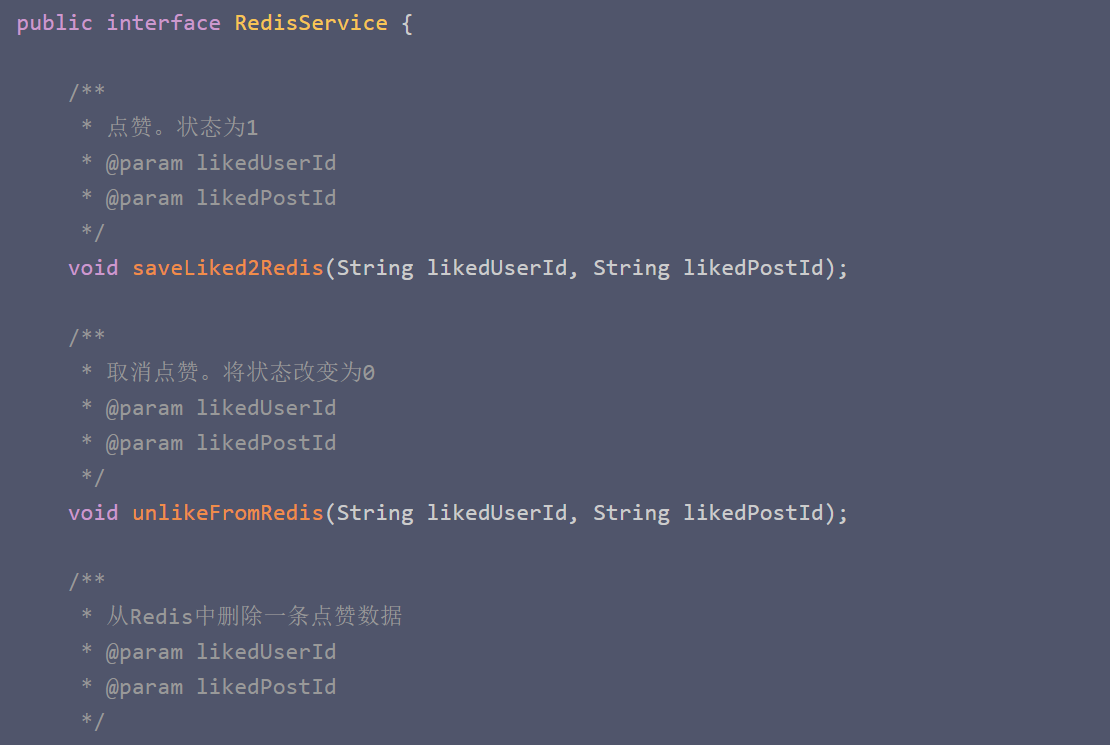 public interface RedisService {
/**
* 点赞。状态为1
* @param likedUserId
* @param likedPostId
*/
void saveLiked2Redis(String likedUserId, String likedPostId);
/**
* 取消点赞。将状态改变为0
* @param likedUserId
* @param likedPostId
*/
void unlikeFromRedis(String likedUserId, String likedPostId);
/**
* 从Redis中删除一条点赞数据
* @param likedUserId
* @param likedPostId
*/